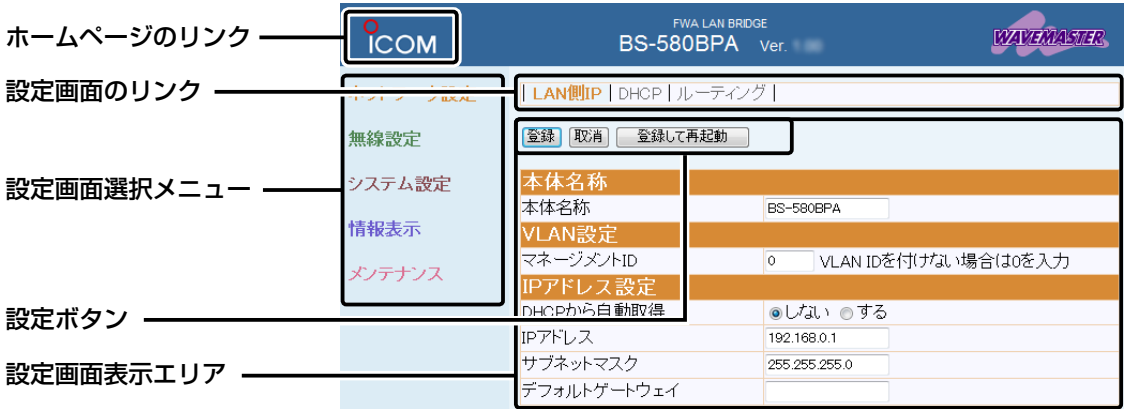 ホームページのリンク
設定画面のリンク
設定画面選択メニュー
設定ボタン
設定画面表示エリア
ICOM
FWA LAN BRIDGE
BS-580BPA Ver.
WAVEMASTER
ネットワーク設定
無線設定
システム設定
情報表示
メンテナンス
| LAN側IP | DHCP | ルーティング |
登録 取消 登録して再起動
本体名称
本体名称 BS-580BPA
VLAN設定
マネージメントID 0 VLAN IDを付けない場合は0を入力
IPアドレス設定
DHCPから自動取得 しない する
IPアドレス 192.168.0.1
サブネットマスク 255.255.255.0
デフォルトゲートウェイ